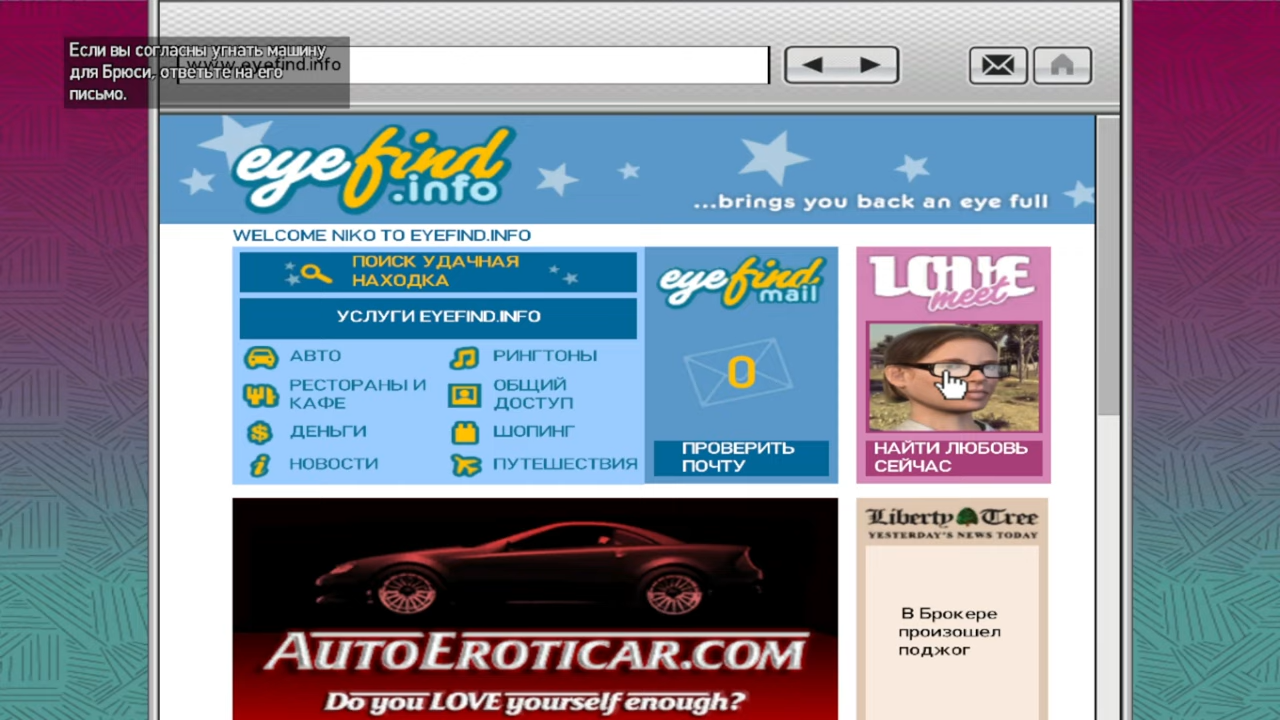 Если вы согласны угнать машину
для Брюси, ответьте на его
письмо.
www.eyefind.info
eyefind
.info
...brings you back an eye full
WELCOME NIKO TO EYEFIND.INFO
ПОИСК УДАЧНАЯ
НАХОДКА
УСЛУГИ EYEFIND.INFO
АВТО
РЕСТОРАНЫ И
КАФЕ
ДЕНЬГИ
НОВОСТИ
РИНГТОНЫ
ОБЩИЙ
ДОСТУП
ШОПИНГ
ПУТЕШЕСТВИЯ
eyefind
mail
0
ПРОВЕРИТЬ
ПОЧТУ
LOVE
meet
НАЙТИ ЛЮБОВЬ
СЕЙЧАС
AUTOEROTICAR.COM
Do you LOVE yourself enough?
Liberty Tree
YESTERDAY'S NEWS TODAY
В Брокере
произошел
поджог